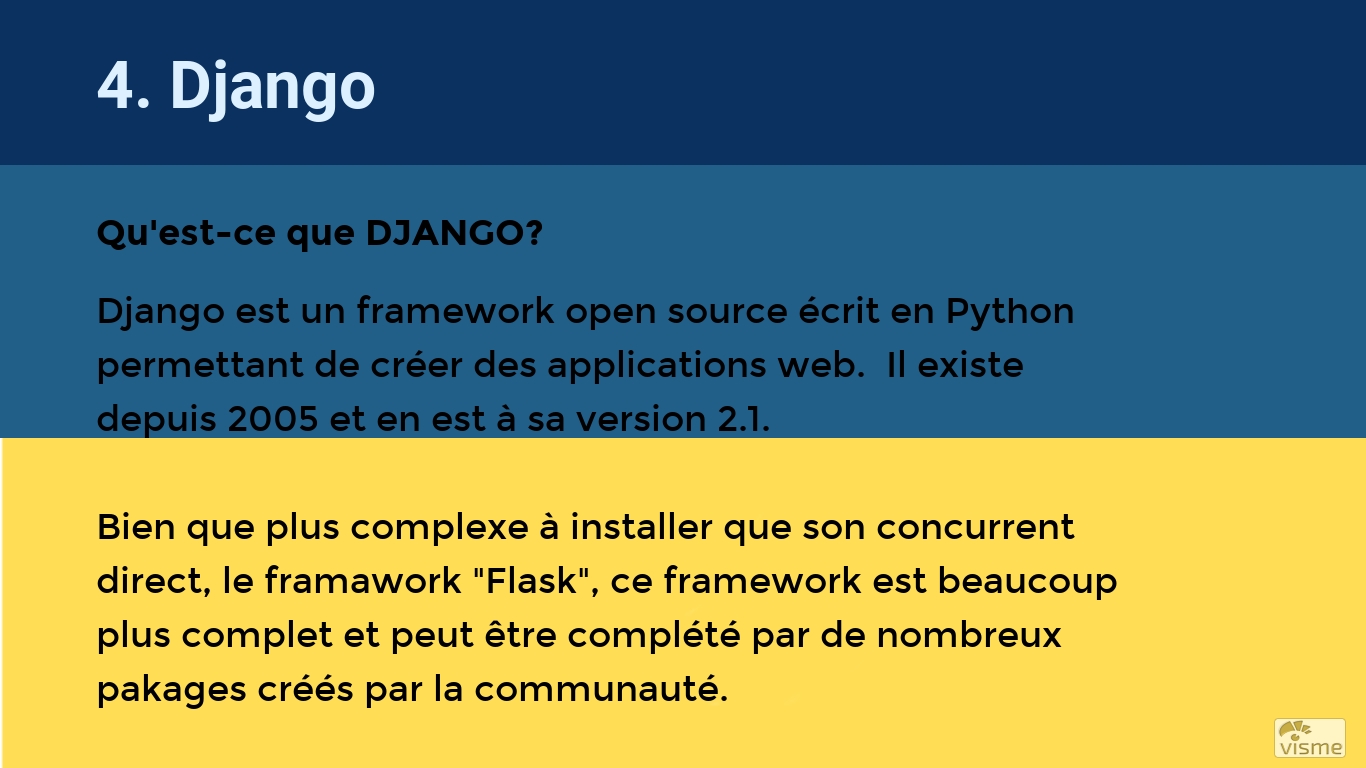 4. Django
Qu'est-ce que DJANGO?
Django est un framework open source écrit en Python
permettant de créer des applications web.  Il existe
depuis 2005 et en est à sa version 2.1.
Bien que plus complexe à installer que son concurrent
direct, le framawork "Flask", ce framework est beaucoup
plus complet et peut être complété par de nombreux
pakages créés par la communauté.
visme